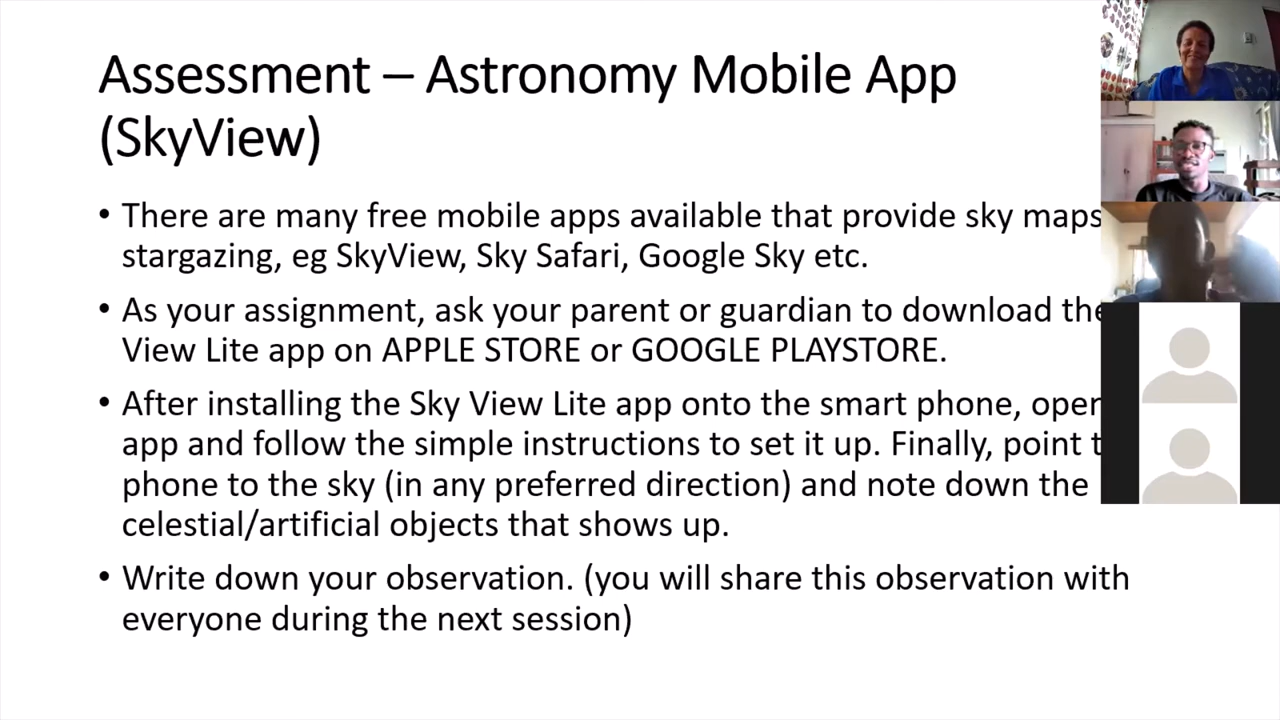 Assessment – Astronomy Mobile App
(SkyView)
• There are many free mobile apps available that provide sky maps
stargazing, eg SkyView, Sky Safari, Google Sky etc.
• As your assignment, ask your parent or guardian to download the
View Lite app on APPLE STORE or GOOGLE PLAYSTORE.
• After installing the Sky View Lite app onto the smart phone,
app and follow the simple instructions to set it up. Finally, point
phone to the sky (in any preferred direction) and note down the
celestial/artificial objects that shows up.
• Write down your observation. (you will share this observation with
everyone during the next session)